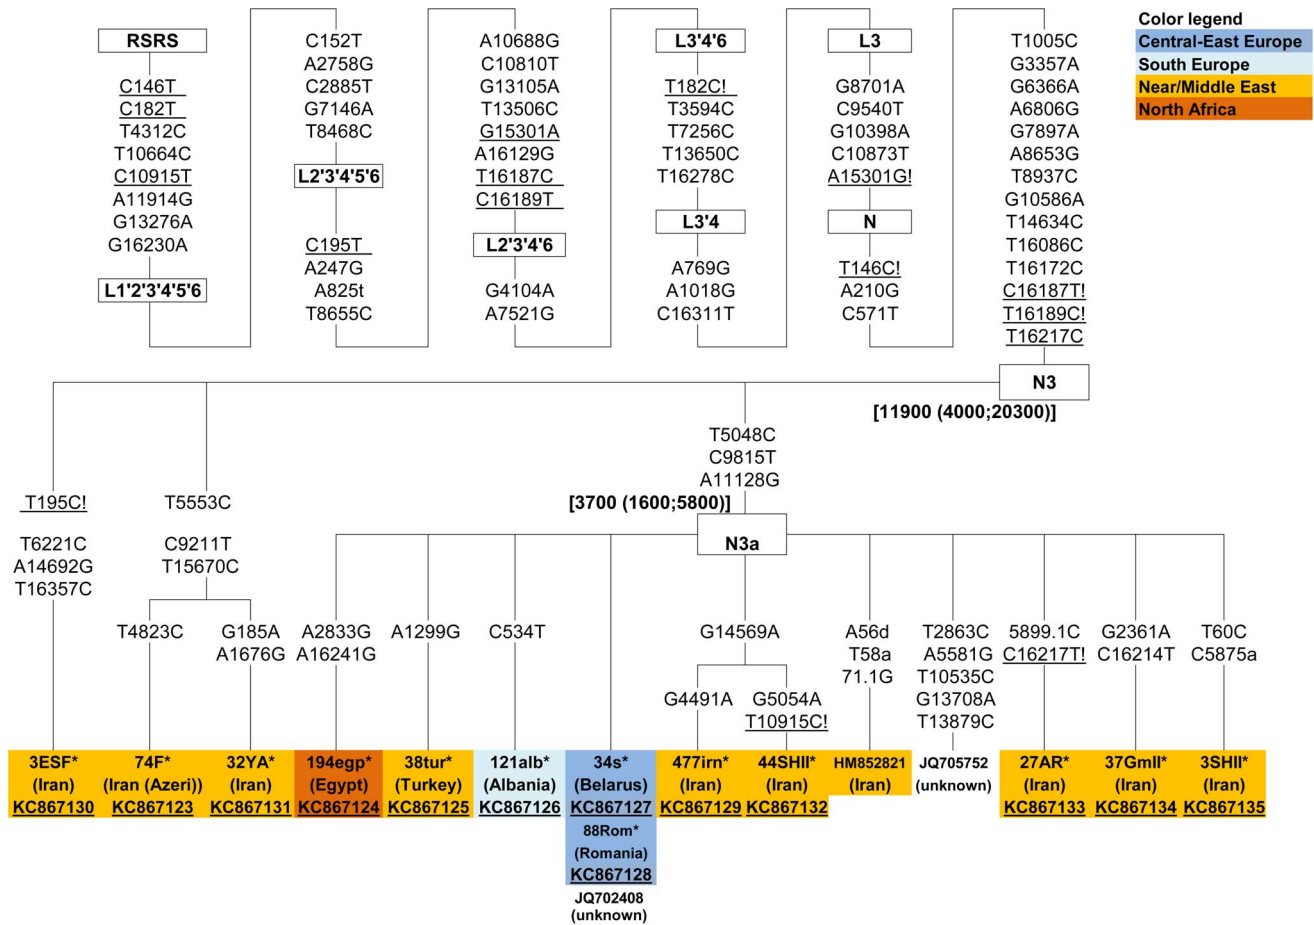 RSRS
C146T
C182T
T4312C
T10664C
C10915T
A11914G
G13276A
G16230A
L1'2'3'4'5'6
C152T
A2758G
C2885T
G7146A
T8468C
L2'3'4'5'6
C195T
A247G
A825t
T8655C
A10688G
C10810T
G13105A
T13506C
G15301A
A16129G
T16187C
C16189T
L2'3'4'6
G4104A
A7521G
L3'4'6
T182C!
T3594C
T7256C
T13650C
T16278C
L3'4
A769G
A1018G
C16311T
L3
G8701A
C9540T
G10398A
C10873T
A15301G!
N
T146C!
A210G
C571T
T1005C
G3357A
G6366A
A6806G
G7897A
A8653G
T8937C
G10586A
T14634C
T16086C
T16172C
C16187T!
T16189C!
T16217C
N3
[11900 (4000;20300)]
Color legend
Central-East Europe
South Europe
Near/Middle East
North Africa
T5048C
C9815T
A11128G
[3700 (1600;5800)]
N3a
T195C!
T6221C
A14692G
T16357C
T5553C
C9211T
T15670C
T4823C
G185A
A1676G
A2833G
A16241G
A1299G
C534T
G14569A
G4491A
G5054A
T10915C!
A56d
T58a
71.1G
T2863C
A5581G
T10535C
G13708A
T13879C
5899.1C
C16217T!
G2361A
C16214T
T60C
C5875a
3ESF*
(Iran)
KC867130
74F*
(Iran (Azeri))
KC867123
32YA*
(Iran)
KC867131
194egp*
(Egypt)
KC867124
38tur*
(Turkey)
KC867125
121alb*
(Albania)
KC867126
34s*
(Belarus)
KC867127
88Rom*
(Romania)
KC867128
JQ702408
(unknown)
477irn*
(Iran)
KC867129
44SHII*
(Iran)
KC867132
HM852821
(Iran)
JQ705752
(unknown)
27AR*
(Iran)
KC867133
37GmII*
(Iran)
KC867134
3SHII*
(Iran)
KC867135